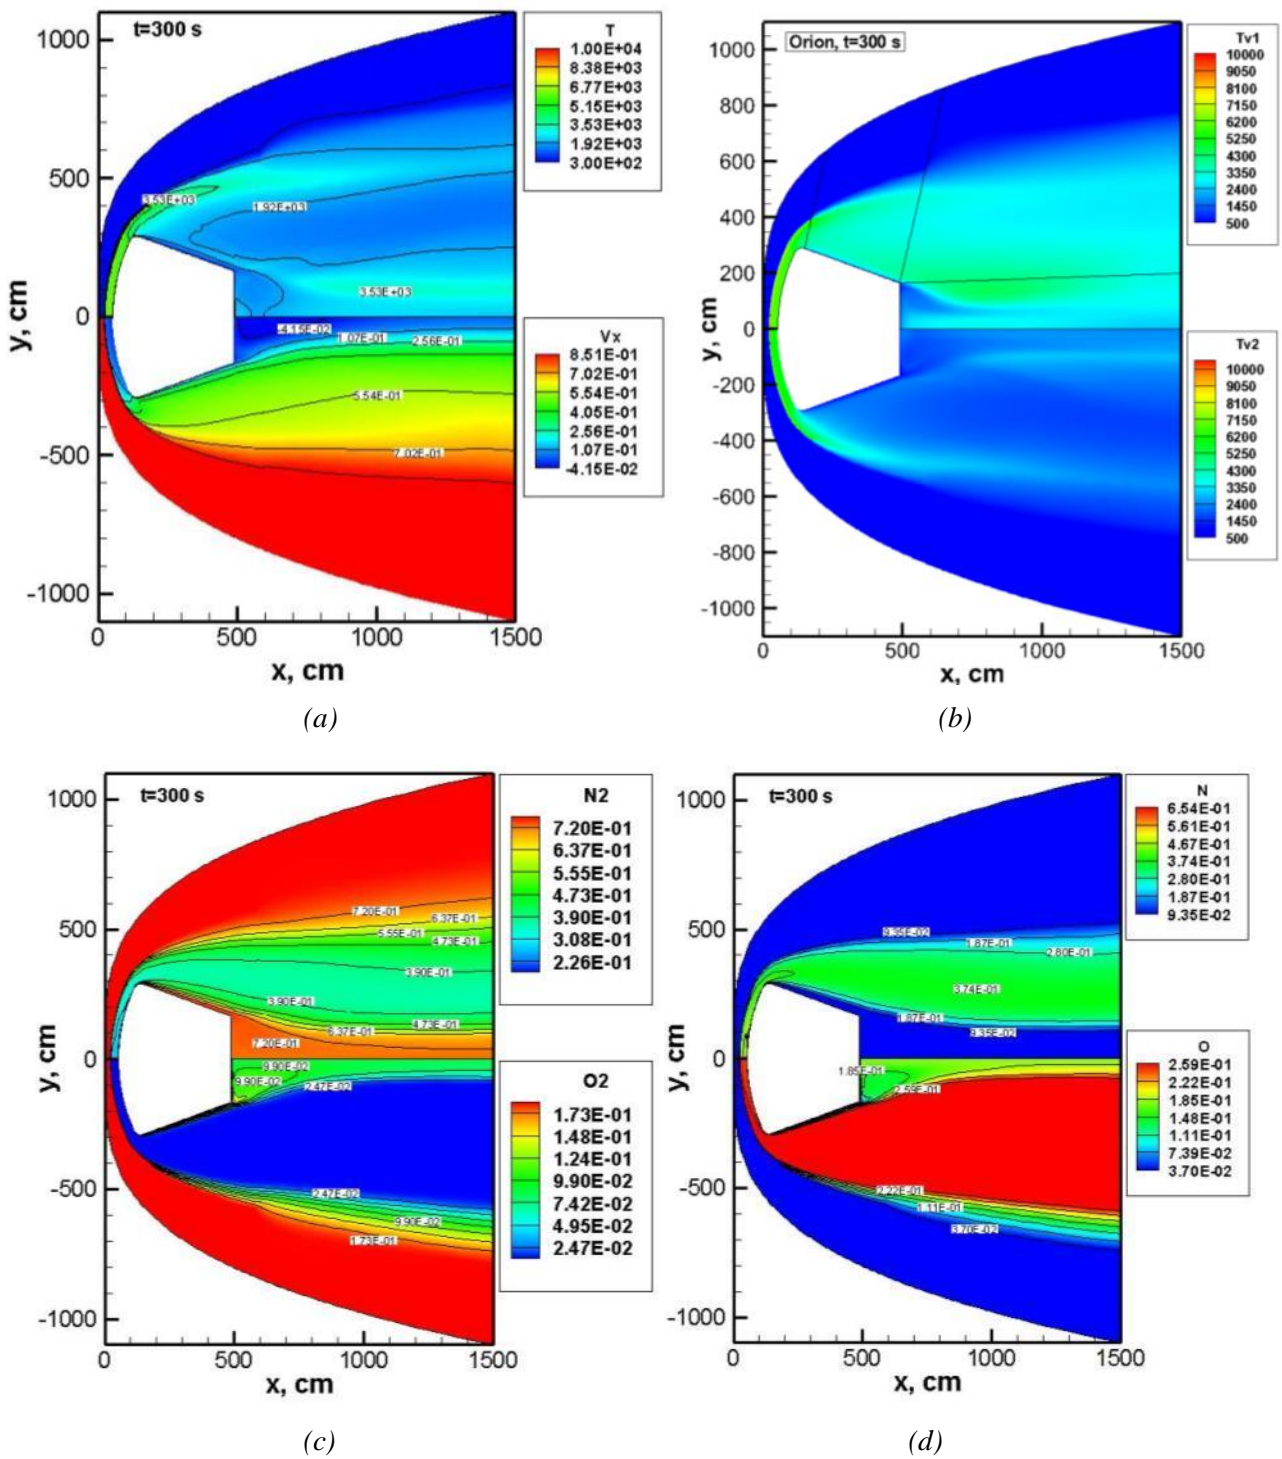 t=300 s
T
1.00E+04
8.38E+03
6.77E+03
5.15E+03
3.53E+03
1.92E+03
3.00E+02
1000
500
0
-500
-1000
y, cm
3.53E+03
1.92E+03
3.53E+03
-4.15E-02
1.07E-01
2.56E-01
5.54E-01
7.02E-01
Vx
8.51E-01
7.02E-01
5.54E-01
4.05E-01
2.56E-01
1.07E-01
-4.15E-02
0 500 1000 1500
x, cm
(a)
Orion, t=300 s
Tv1
10000
9050
8100
7150
6200
5250
4300
3350
2400
1450
500
1000
800
600
400
200
0
-200
-400
-600
-800
-1000
y, cm
Tv2
10000
9050
8100
7150
6200
5250
4300
3350
2400
1450
500
0 500 1000 1500
x, cm
(b)
t=300 s
N2
7.20E-01
6.37E-01
5.55E-01
4.73E-01
3.90E-01
3.08E-01
2.26E-01
1000
500
0
-500
-1000
y, cm
7.20E-01
6.37E-01
5.55E-01
4.73E-01
3.90E-01
3.90E-01
4.73E-01
6.37E-01
7.20E-01
9.90E-02
9.90E-02
2.47E-02
2.47E-02
9.90E-02
1.73E-01
O2
1.73E-01
1.48E-01
1.24E-01
9.90E-02
7.42E-02
4.95E-02
2.47E-02
0 500 1000 1500
x, cm
(c)
t=300 s
N
6.54E-01
5.61E-01
4.67E-01
3.74E-01
2.80E-01
1.87E-01
9.35E-02
1000
500
0
-500
-1000
y, cm
9.35E-02
1.87E-01
2.80E-01
3.74E-01
1.87E-01
9.35E-02
1.85E-01
2.59E-01
2.22E-01
1.11E-01
3.70E-02
O
2.59E-01
2.22E-01
1.85E-01
1.48E-01
1.11E-01
7.39E-02
3.70E-02
0 500 1000 1500
x, cm
(d)